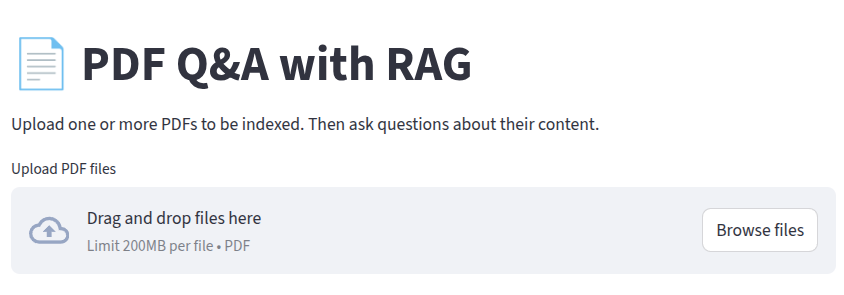 PDF Q&A with RAG
Upload one or more PDFs to be indexed. Then ask questions about their content.
Upload PDF files
Drag and drop files here
Limit 200MB per file • PDF
Browse files